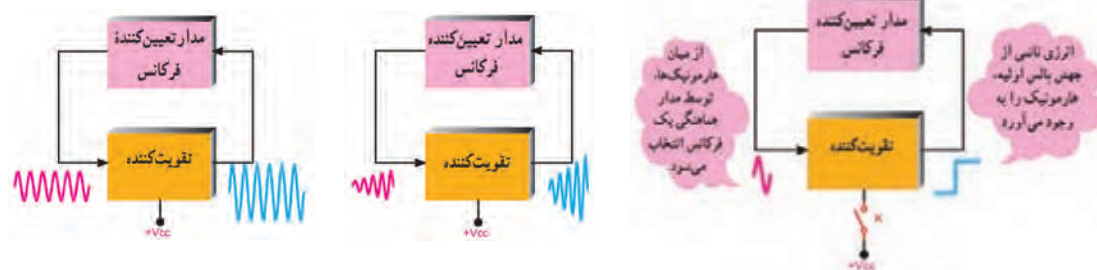 مدار تعیین‌کننده
فرکانس
از میان
هارمونیک‌ها،
توسط مدار
هماهنگی یک
فرکانس انتخاب
می‌شود.
انرژی ناشی از
جهش پالس اولیه،
هارمونیک را به
وجود می‌آورد
تقویت‌کننده
K
+Vcc
مدار تعیین‌کننده
فرکانس
تقویت‌کننده
+Vcc
مدار تعیین‌کنندهٔ
فرکانس
تقویت‌کننده
+Vcc